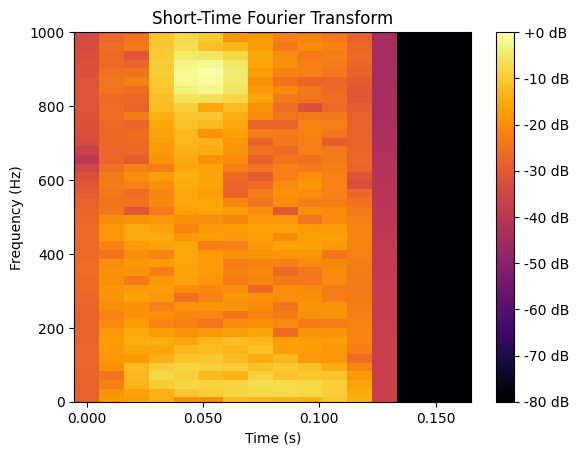 Short-Time Fourier Transform
Frequency (Hz)
1000
800
600
400
200
0
0.000
0.050
0.100
0.150
Time (s)
+0 dB
-10 dB
-20 dB
-30 dB
-40 dB
-50 dB
-60 dB
-70 dB
-80 dB